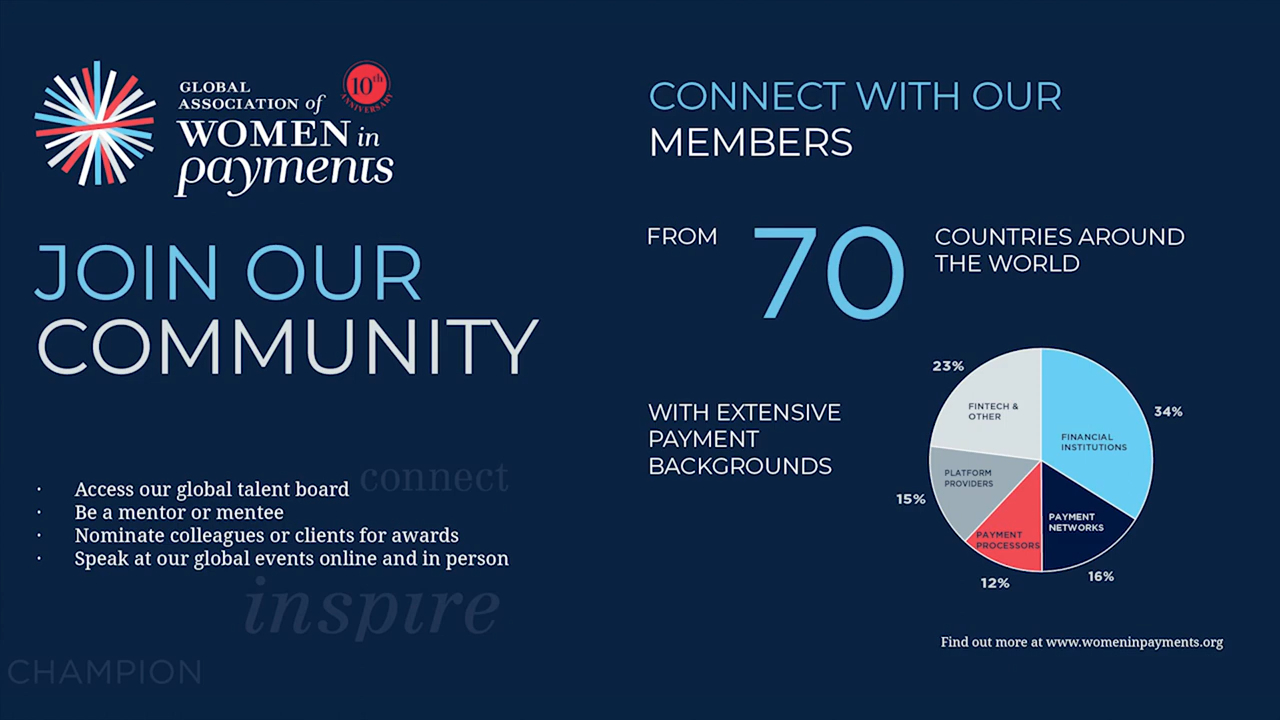 GLOBAL
ASSOCIATION of
WOMEN in
payments
10th
ANNIVERSARY
JOIN OUR
COMMUNITY
connect
· Access our global talent board
· Be a mentor or mentee
· Nominate colleagues or clients for awards
· Speak at our global events online and in person
inspire
CHAMPION
CONNECT WITH OUR
MEMBERS
FROM 70 COUNTRIES AROUND
THE WORLD
WITH EXTENSIVE
PAYMENT
BACKGROUNDS
23%
FINTECH &
OTHER
34%
FINANCIAL
INSTITUTIONS
PLATFORM
PROVIDERS
15%
PAYMENT
NETWORKS
16%
PAYMENT
PROCESSORS
12%
Find out more at www.womeninpayments.org